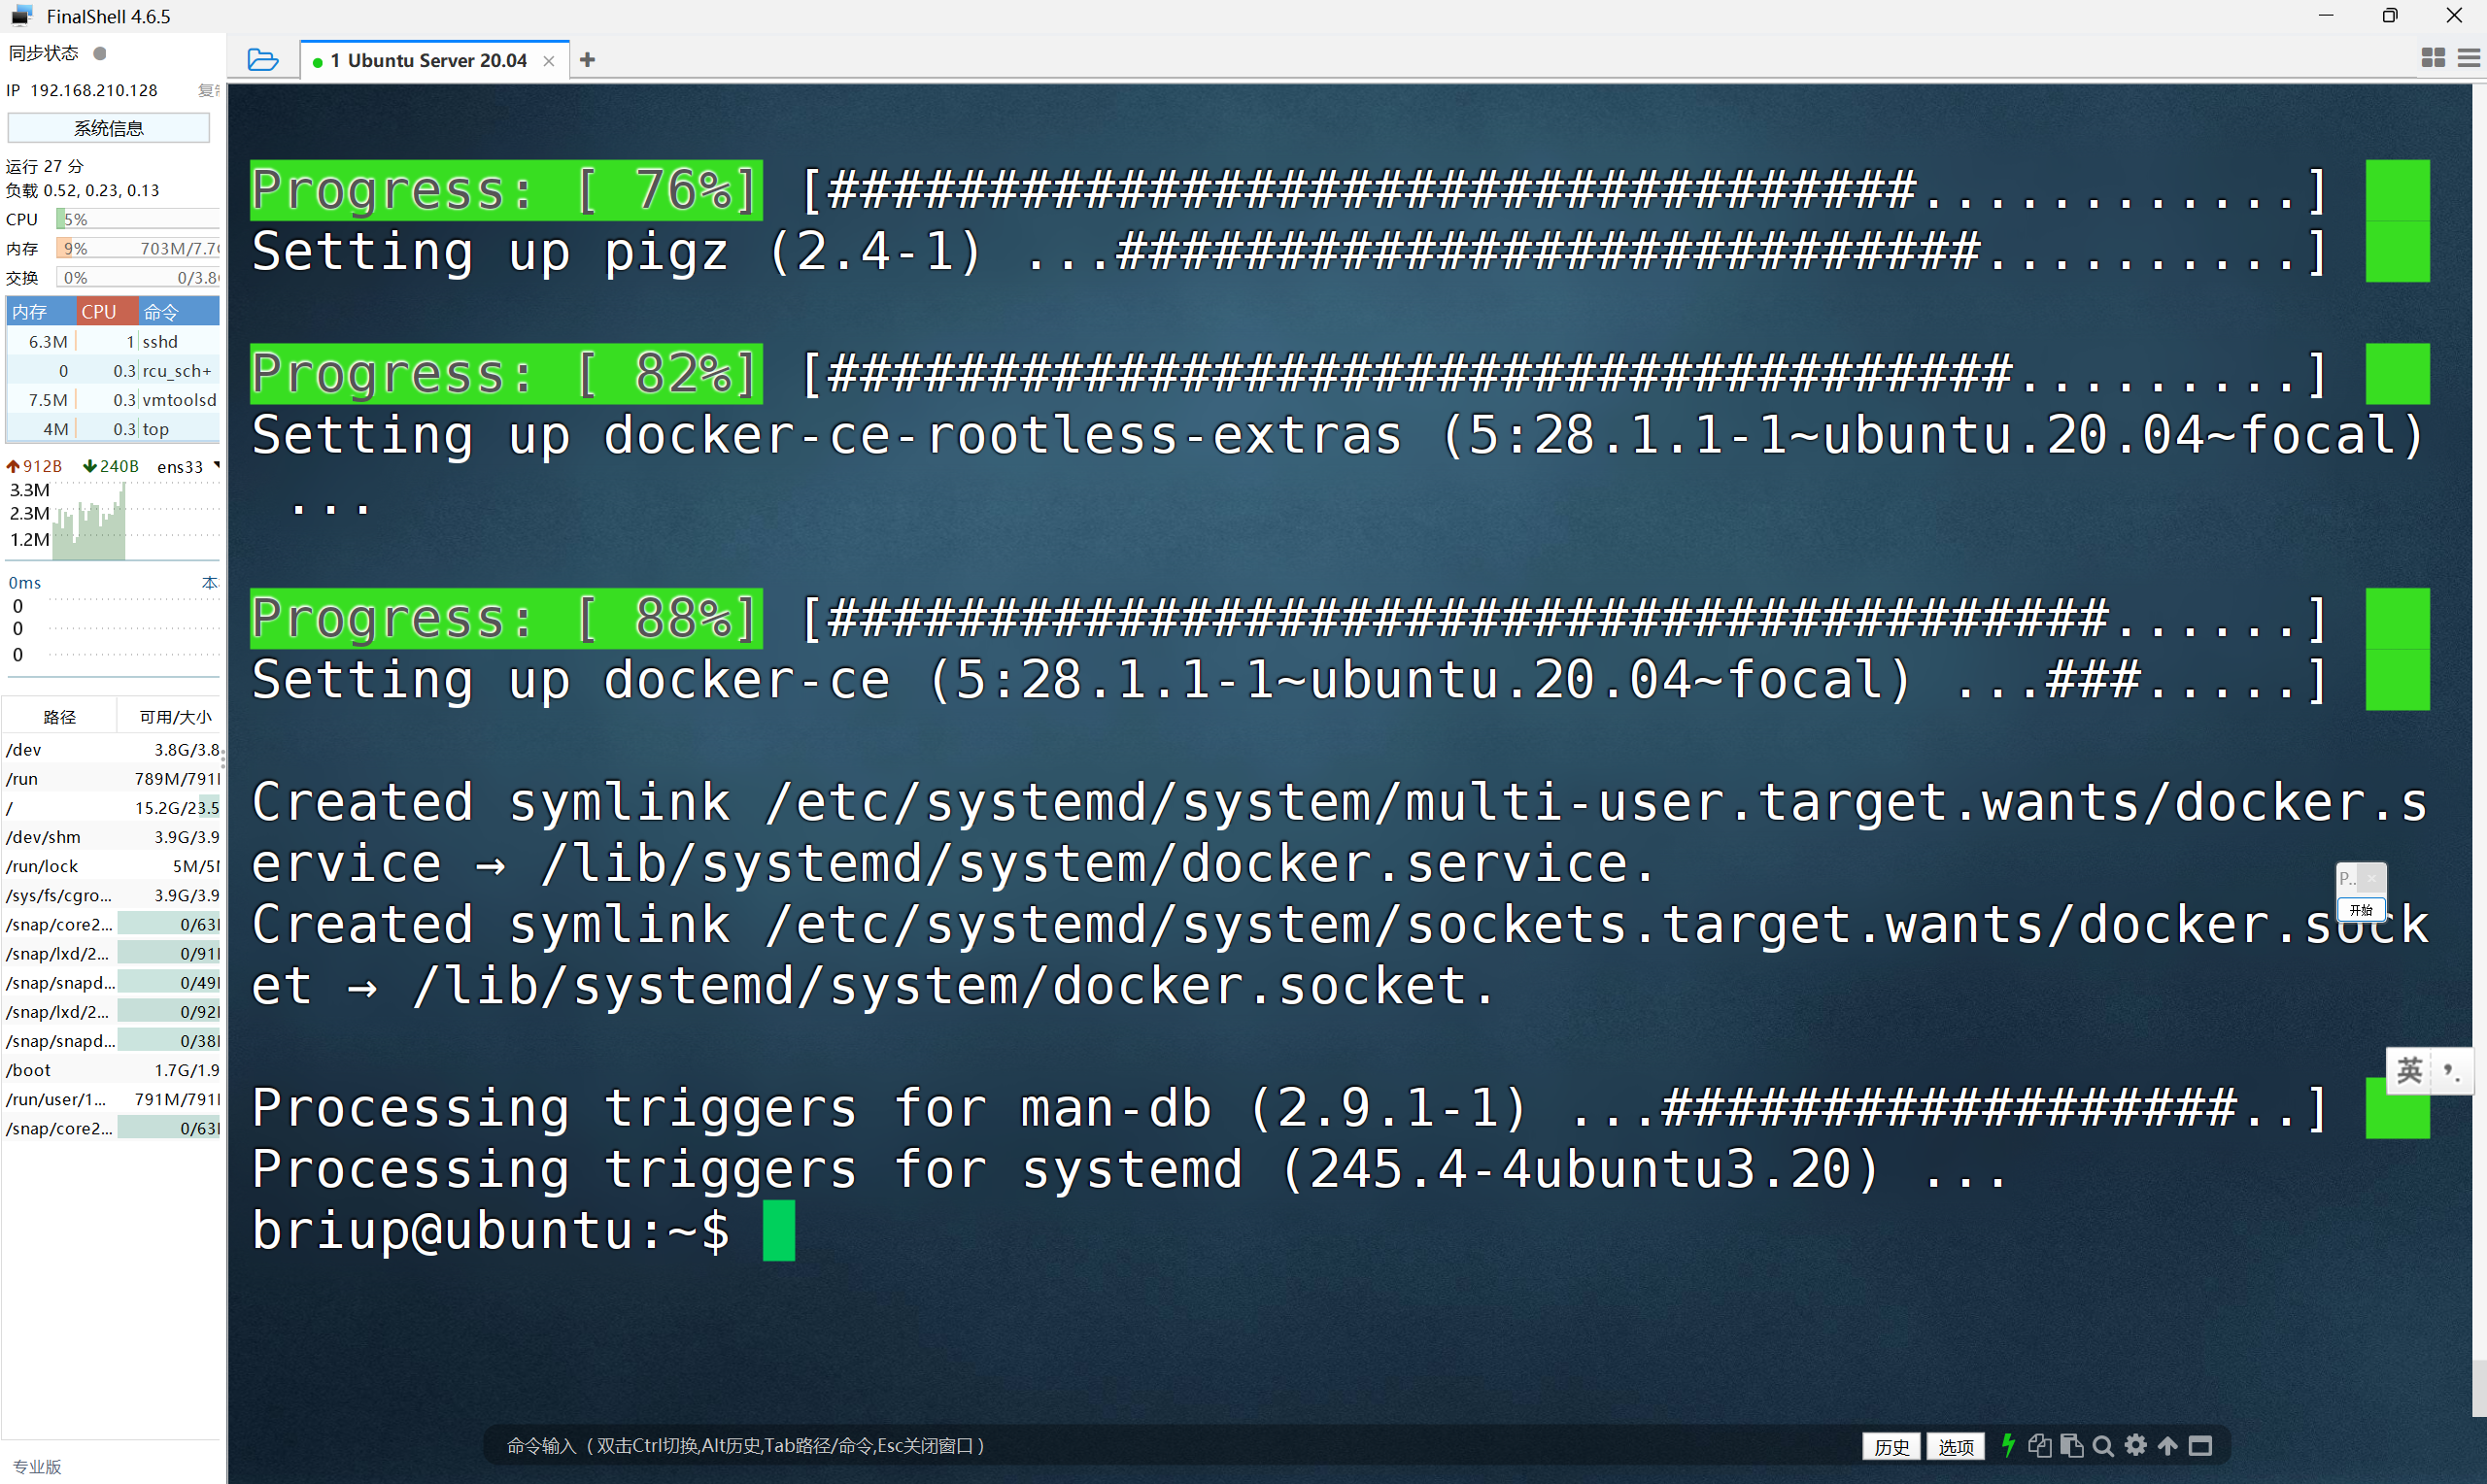 FinalShell 4.6.5
同步状态
IP 192.168.210.128
系统信息
运行 27 分
负载 0.52, 0.23, 0.13
CPU 5%
内存 9% 703M/7.7
交换 0% 0/3.8
内存 CPU 命令
6.3M 1 sshd
0 0.3 rcu_sch+
7.5M 0.3 vmtoolsd
4M 0.3 top
912B 240B ens33
3.3M
2.3M
1.2M
0ms 本
0
0
0
路径 可用/大小
/dev 3.8G/3.8
/run 789M/791
/ 15.2G/23.5
/dev/shm 3.9G/3.9
/run/lock 5M/5
/sys/fs/cgro... 3.9G/3.9
/snap/core2... 0/63
/snap/lxd/2... 0/91
/snap/snapd... 0/49
/snap/lxd/2... 0/92
/snap/snapd... 0/38
/boot 1.7G/1.9
/run/user/1... 791M/791
/snap/core2... 0/63
专业版
1 Ubuntu Server 20.04
Progress: [ 76%] [##################################............]
Setting up pigz (2.4-1) ...###########################..........]
Progress: [ 82%] [#####################################.........]
Setting up docker-ce-rootless-extras (5:28.1.1-1~ubuntu.20.04~focal)
...
Progress: [ 88%] [########################################......]
Setting up docker-ce (5:28.1.1-1~ubuntu.20.04~focal) ...###.....]
Created symlink /etc/systemd/system/multi-user.target.wants/docker.s
ervice → /lib/systemd/system/docker.service.
Created symlink /etc/systemd/system/sockets.target.wants/docker.sock
et → /lib/systemd/system/docker.socket.
Processing triggers for man-db (2.9.1-1) ...##################..]
Processing triggers for systemd (245.4-4ubuntu3.20) ...
briup@ubuntu:~$
P...
开始
英 ，.
命令输入（双击Ctrl切换,Alt历史,Tab路径/命令,Esc关闭窗口）
历史 选项